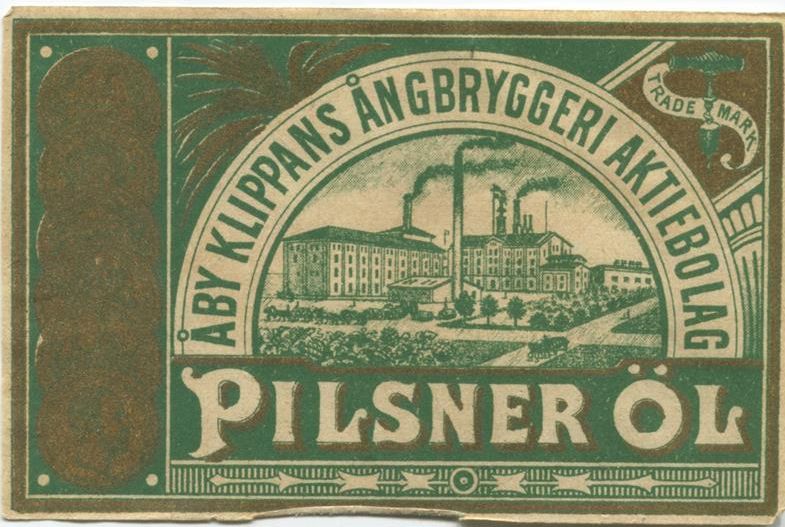 ÅBY KLIPPANS ÅNGBRYGGERI AKTIEBOLAG
TRADE MARK
PILSNER ÖL